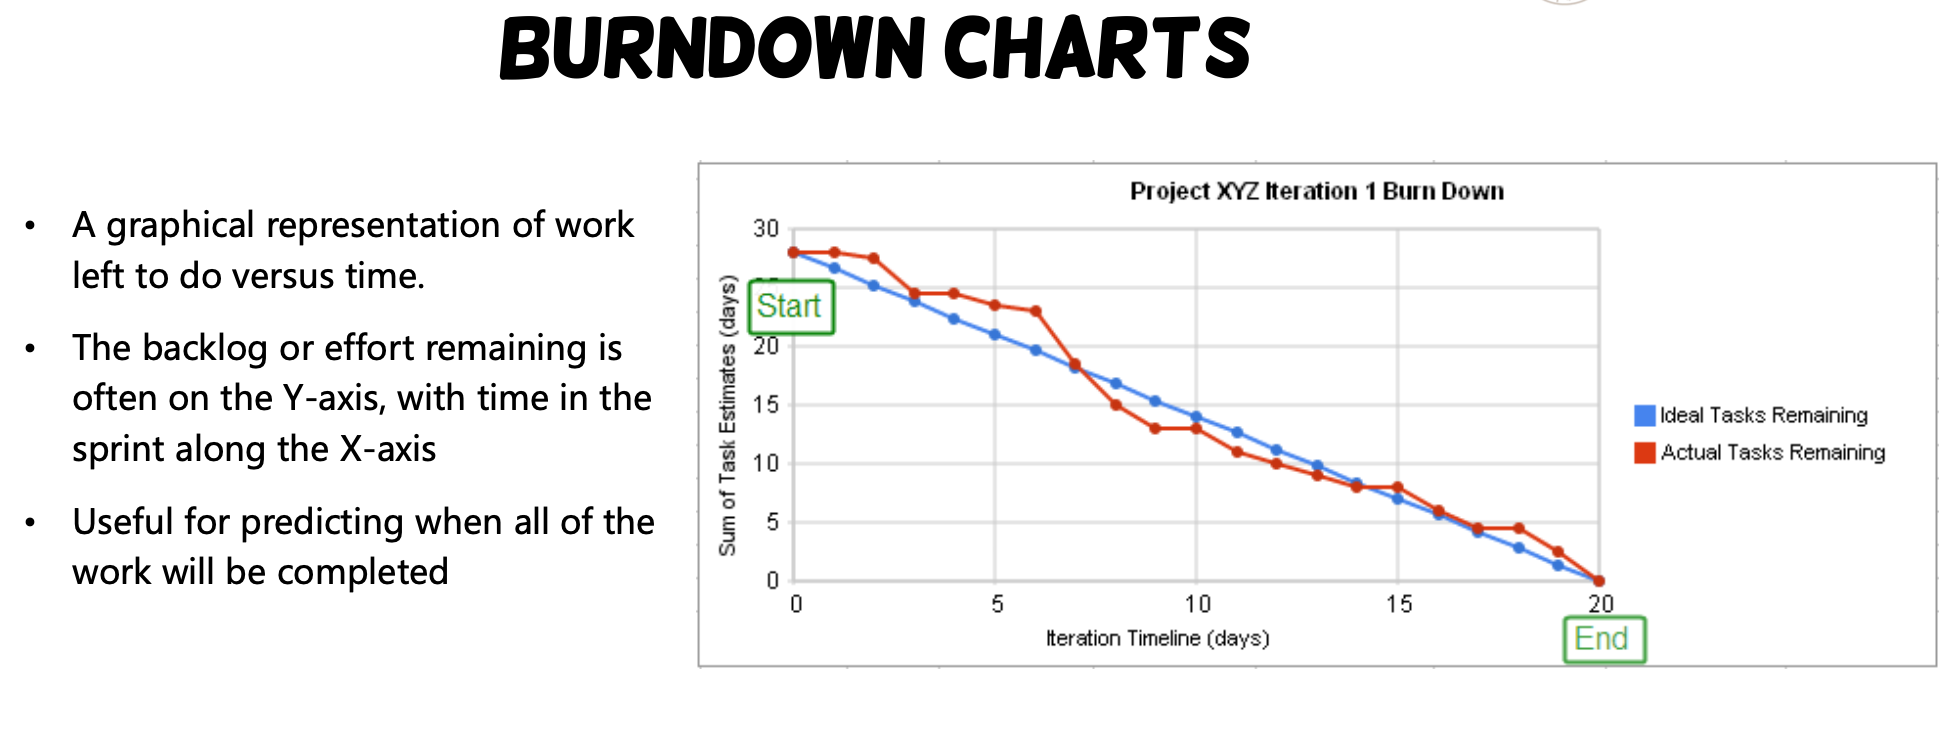 BURNDOWN CHARTS
• A graphical representation of work
left to do versus time.
• The backlog or effort remaining is
often on the Y-axis, with time in the
sprint along the X-axis
• Useful for predicting when all of the
work will be completed
Project XYZ Iteration 1 Burn Down
Sum of Task Estimates (days)
30
Start
20
15
10
5
0
0 5 10 15 20
Iteration Timeline (days)
End
Ideal Tasks Remaining
Actual Tasks Remaining